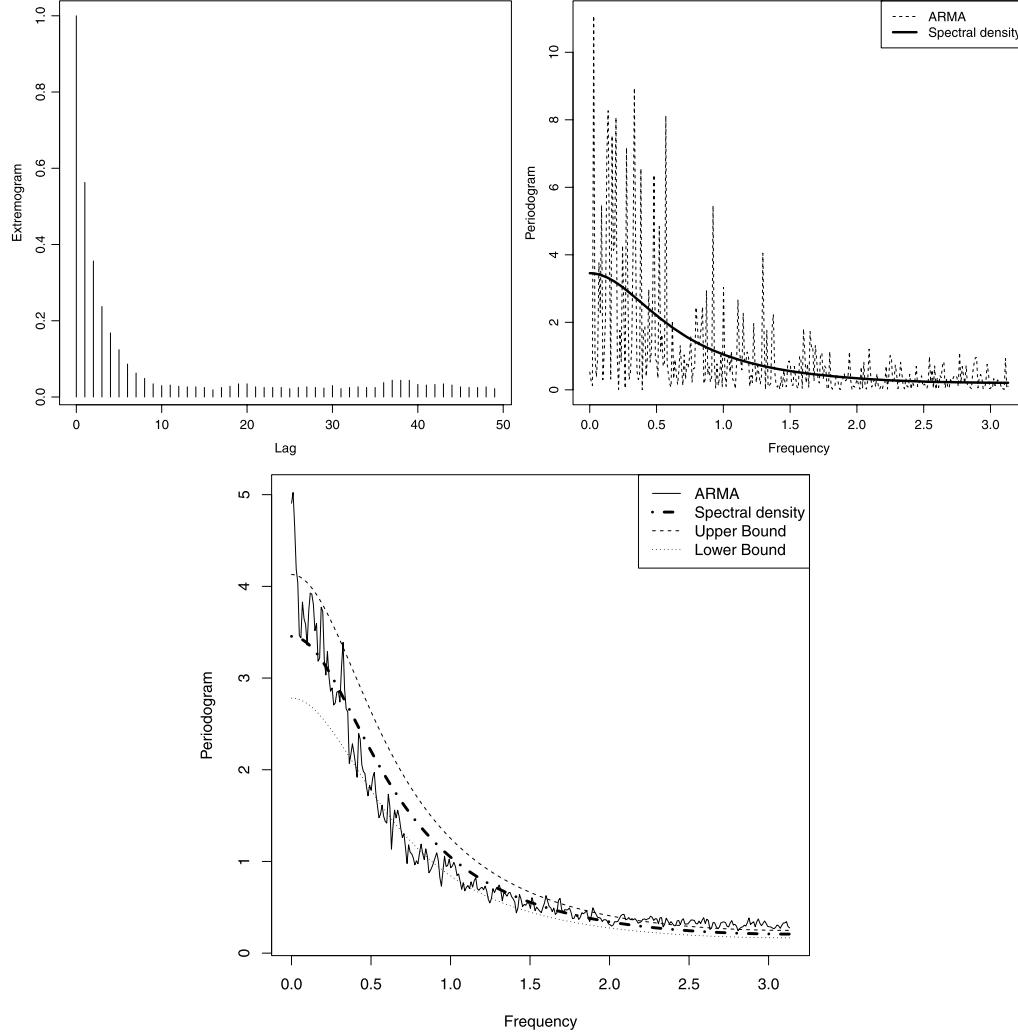 Extremogram
0.0 0.2 0.4 0.6 0.8 1.0
0 10 20 30 40 50
Lag
ARMA
Spectral density
Periodogram
0 2 4 6 8 10
0.0 0.5 1.0 1.5 2.0 2.5 3.0
Frequency
ARMA
Spectral density
Upper Bound
Lower Bound
Periodogram
0 1 2 3 4 5
0.0 0.5 1.0 1.5 2.0 2.5 3.0
Frequency